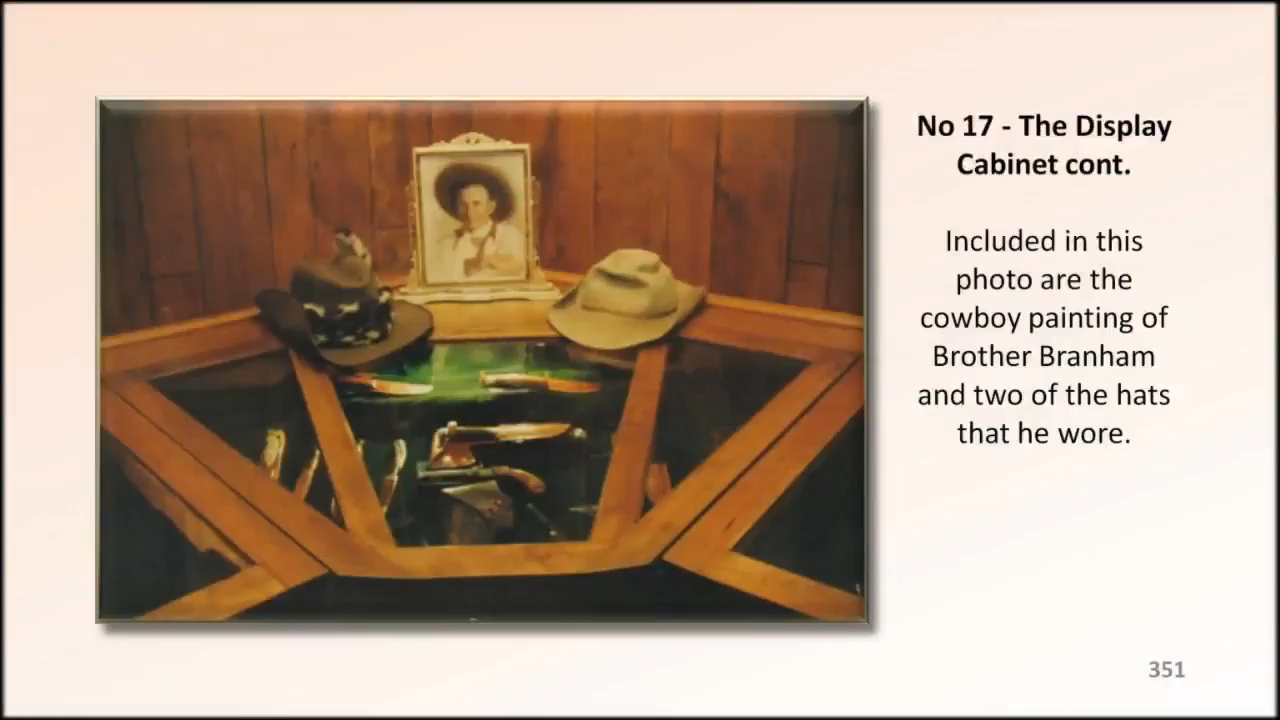 No 17 - The Display
Cabinet cont.
Included in this
photo are the
cowboy painting of
Brother Branham
and two of the hats
that he wore.
351